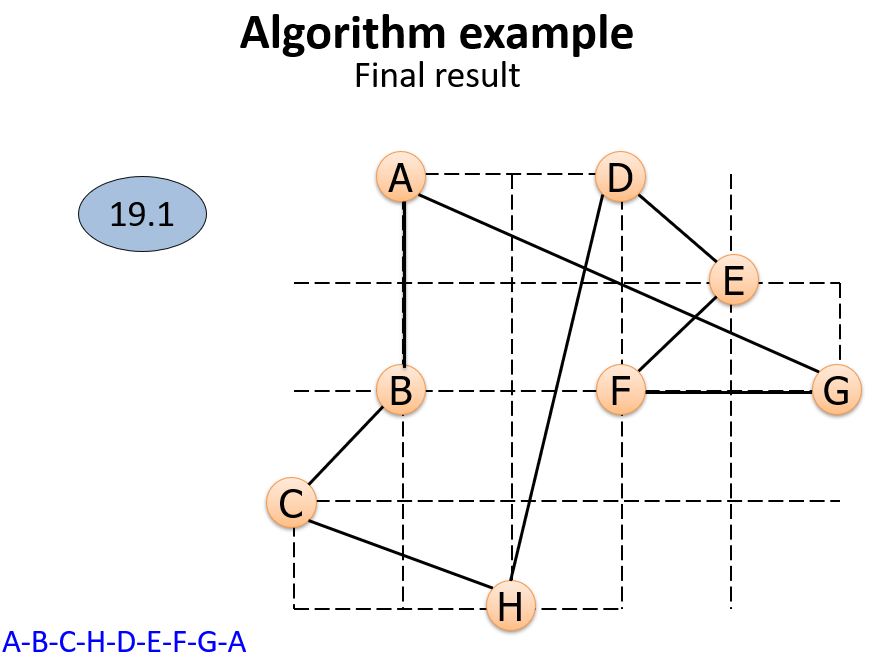 Algorithm example
Final result
A
D
19.1
E
B
F
G
C
H
A-B-C-H-D-E-F-G-A